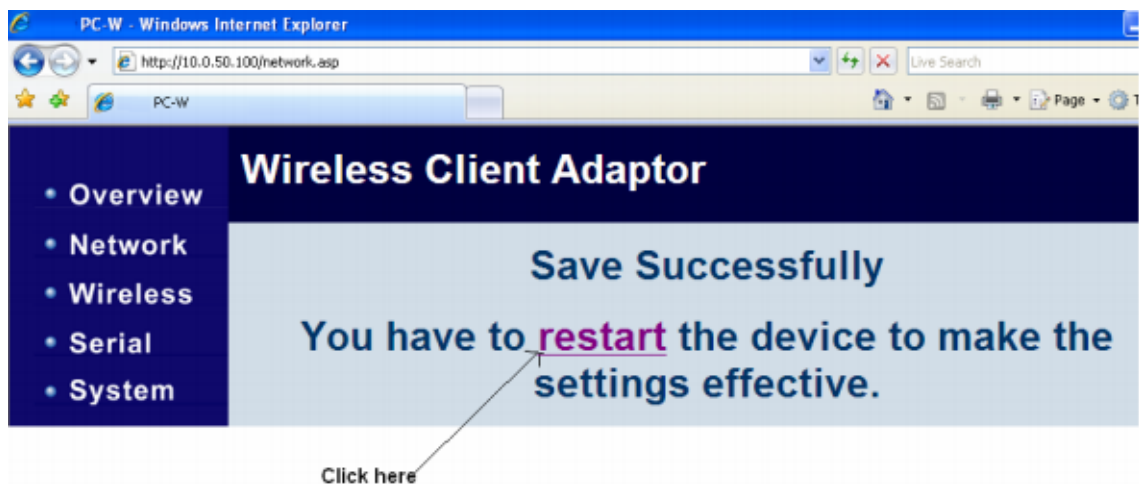 PC-W - Windows Internet Explorer
http://10.0.50.100/network.asp
Live Search
PC-W
Page
Wireless Client Adaptor
Overview
Network
Wireless
Serial
System
Save Successfully
You have to restart the device to make the
settings effective.
Click here